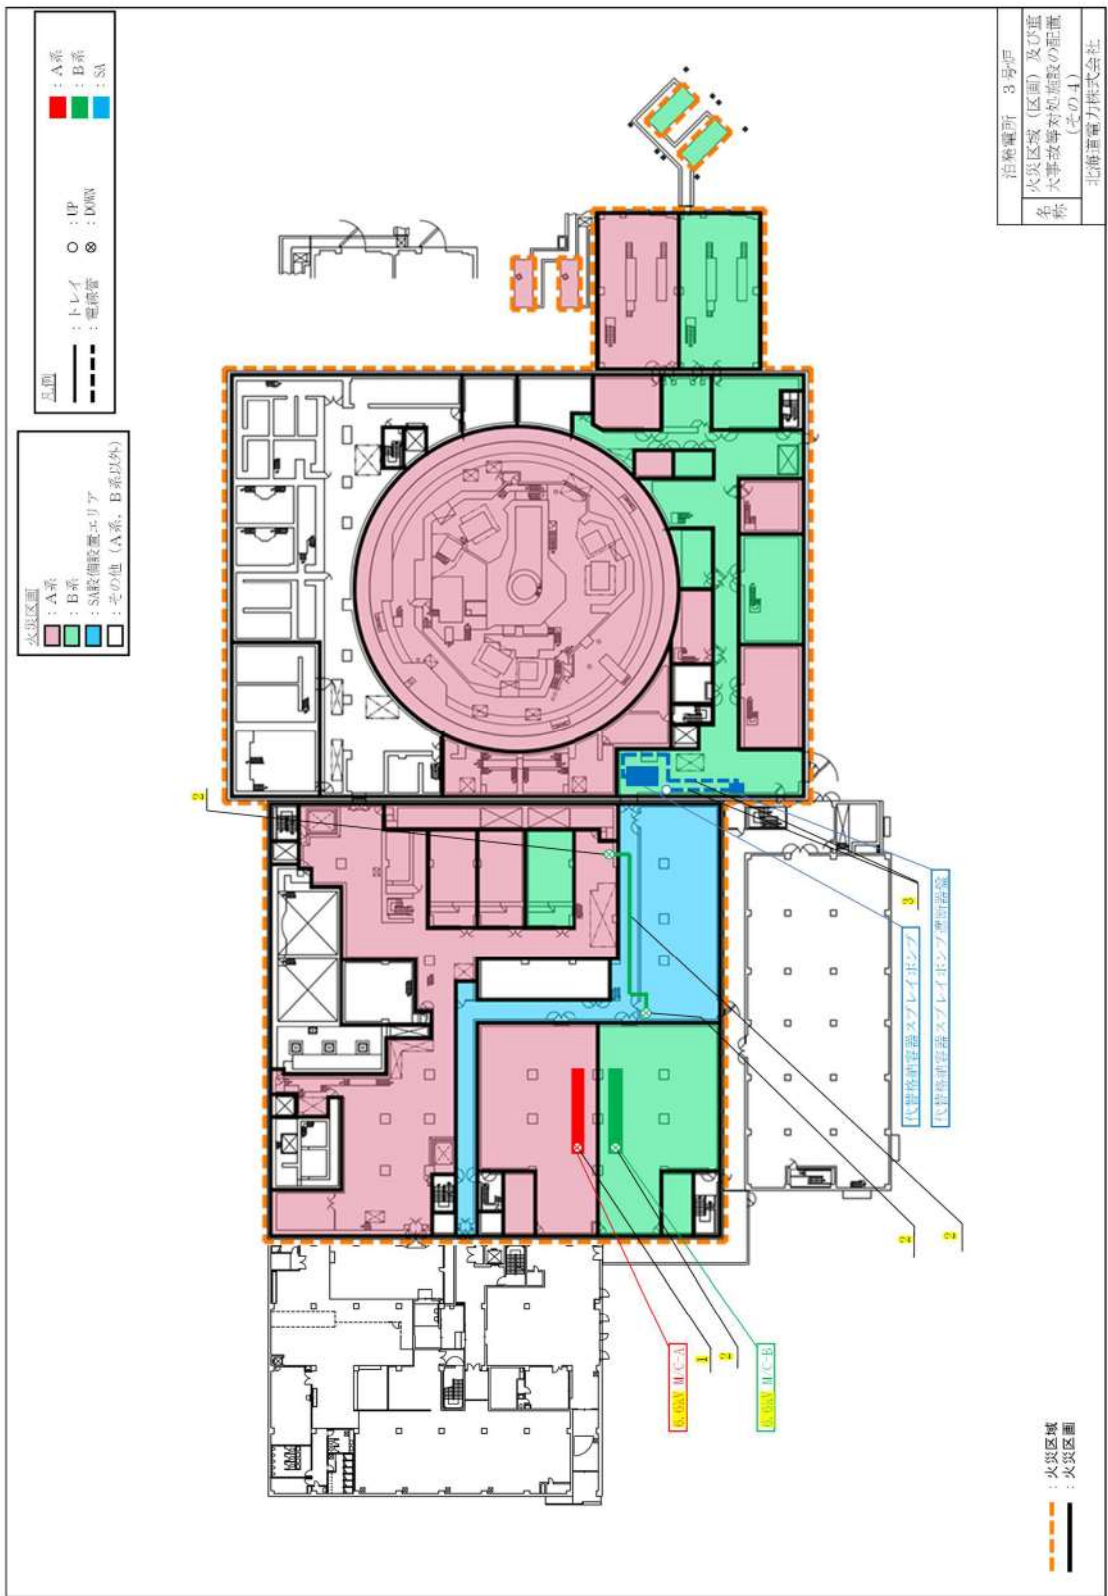 泊発電所 3号炉
名称
火災区域(区画)及び重
大事故等対処施設の配置
(その4)
北海道電力株式会社
凡例
：トレイ
：電線管
○：UP
⊗：DOWN
：A系
：B系
：SA
火災区画
：A系
：B系
：SA設備設置エリア
：その他(A系，B系以外)
2
3
代替格納容器スプレイポンプ
代替格納容器スプレイポンプ遮断器盤
2
2
6.6kV M/C-A
1
2
6.6kV M/C-B
：火災区域
：火災区画